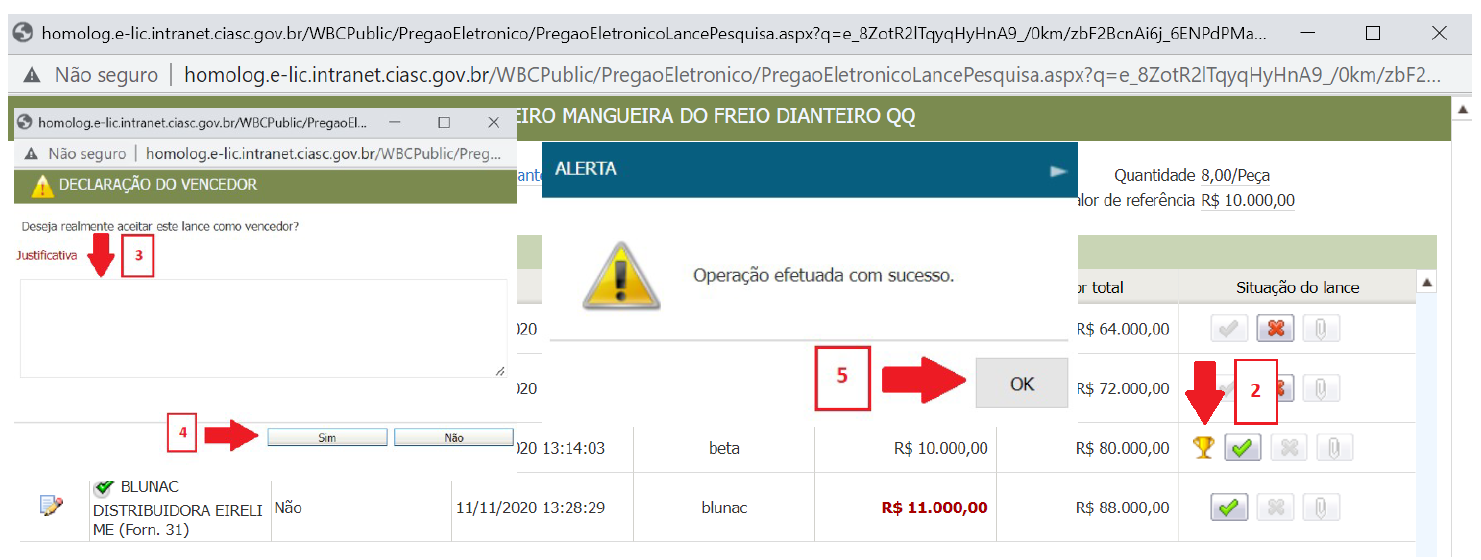 homolog.e-lic.intranet.ciasc.gov.br/WBCPublic/PregaoEletronico/PregaoEletronicoLancePesquisa.aspx?q=e_8ZotR2lTqyqHyHnA9_/0km/zbF2BcnAi6j_6ENPdPMa...
Não seguro | homolog.e-lic.intranet.ciasc.gov.br/WBCPublic/PregaoEletronico/PregaoEletronicoLancePesquisa.aspx?q=e_8ZotR2lTqyqHyHnA9_/0km/zbF2...
EIRO MANGUEIRA DO FREIO DIANTEIRO QQ
homolog.e-lic.intranet.ciasc.gov.br/WBCPublic/PregaoEl...
Não seguro | homolog.e-lic.intranet.ciasc.gov.br/WBCPublic/Preg...
DECLARAÇÃO DO VENCEDOR
Deseja realmente aceitar este lance como vencedor?
Justificativa
3
4
Sim Não
ant
ALERTA
Operação efetuada com sucesso.
5
OK
Quantidade 8,00/Peça
alor de referência R$ 10.000,00
or total Situação do lance
020 R$ 64.000,00
020 R$ 72.000,00
2
020 13:14:03 beta R$ 10.000,00 R$ 80.000,00
BLUNAC
DISTRIBUIDORA EIRELI Não 11/11/2020 13:28:29 blunac R$ 11.000,00 R$ 88.000,00
ME (Forn. 31)